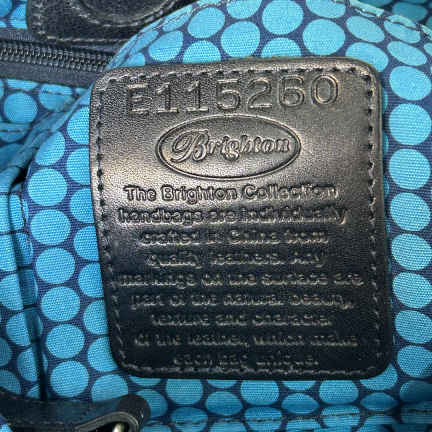 E115260
Brighton
The Brighton Collection
handbags are individually
crafted in China from
quality leathers. Any
markings on the surface are
part of the natural beauty,
texture and character
of the leather, which make
each bag unique.